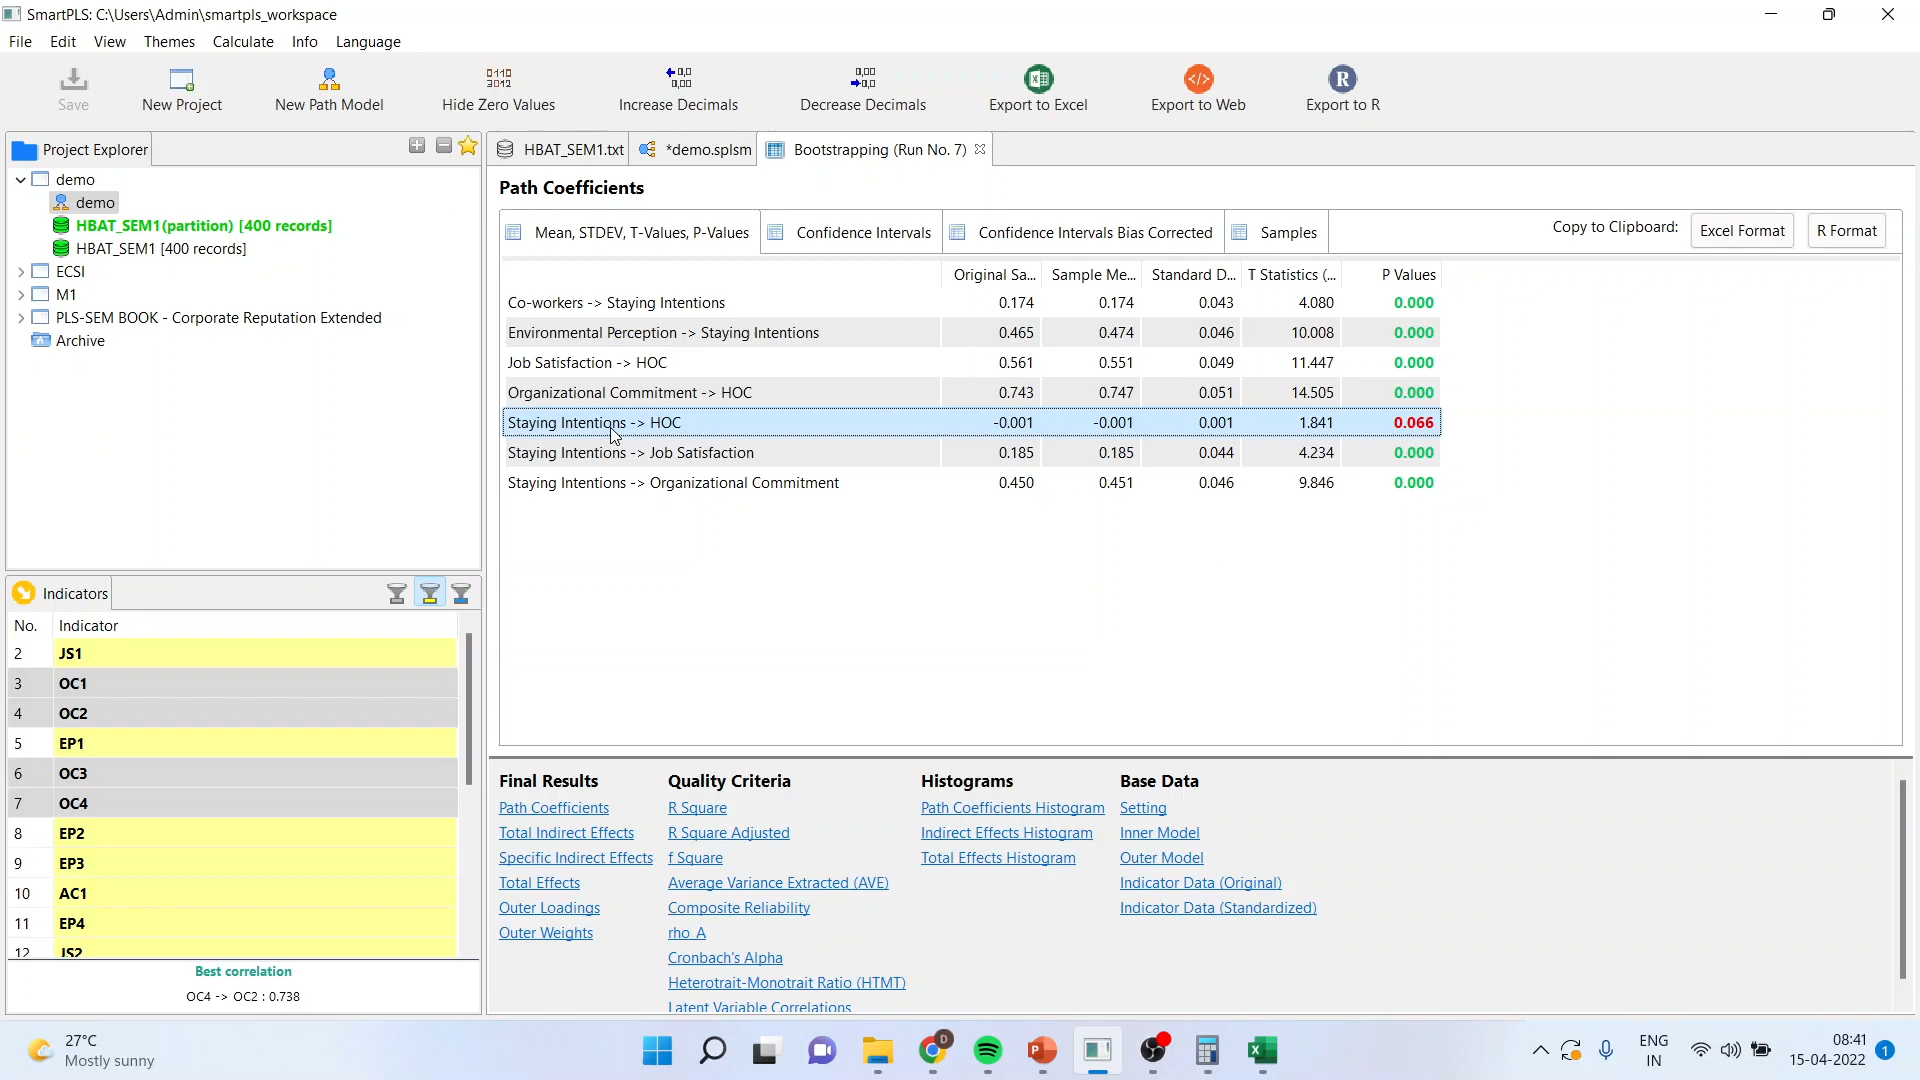 SmartPLS: C:\Users\Admin\smartpls_workspace
File Edit View Themes Calculate Info Language
Save New Project New Path Model Hide Zero Values Increase Decimals Decrease Decimals Export to Excel Export to Web Export to R
Project Explorer
demo
demo
HBAT_SEM1(partition) [400 records]
HBAT_SEM1 [400 records]
ECSI
M1
PLS-SEM BOOK - Corporate Reputation Extended
Archive
Indicators
No. Indicator
2 JS1
3 OC1
4 OC2
5 EP1
6 OC3
7 OC4
8 EP2
9 EP3
10 AC1
11 EP4
12 JS2
Best correlation
OC4 -> OC2 : 0.738
HBAT_SEM1.txt *demo.splsm Bootstrapping (Run No. 7)
Path Coefficients
Mean, STDEV, T-Values, P-Values Confidence Intervals Confidence Intervals Bias Corrected Samples Copy to Clipboard: Excel Format R Format
Original Sa... Sample Me... Standard D... T Statistics (... P Values
Co-workers -> Staying Intentions 0.174 0.174 0.043 4.080 0.000
Environmental Perception -> Staying Intentions 0.465 0.474 0.046 10.008 0.000
Job Satisfaction -> HOC 0.561 0.551 0.049 11.447 0.000
Organizational Commitment -> HOC 0.743 0.747 0.051 14.505 0.000
Staying Intentions -> HOC -0.001 -0.001 0.001 1.841 0.066
Staying Intentions -> Job Satisfaction 0.185 0.185 0.044 4.234 0.000
Staying Intentions -> Organizational Commitment 0.450 0.451 0.046 9.846 0.000
Final Results Quality Criteria Histograms Base Data
Path Coefficients R Square Path Coefficients Histogram Setting
Total Indirect Effects R Square Adjusted Indirect Effects Histogram Inner Model
Specific Indirect Effects f Square Total Effects Histogram Outer Model
Total Effects Average Variance Extracted (AVE) Indicator Data (Original)
Outer Loadings Composite Reliability Indicator Data (Standardized)
Outer Weights rho_A
Cronbach's Alpha
Heterotrait-Monotrait Ratio (HTMT)
Latent Variable Correlations
27°C
Mostly sunny
ENG
IN
08:41
15-04-2022
1